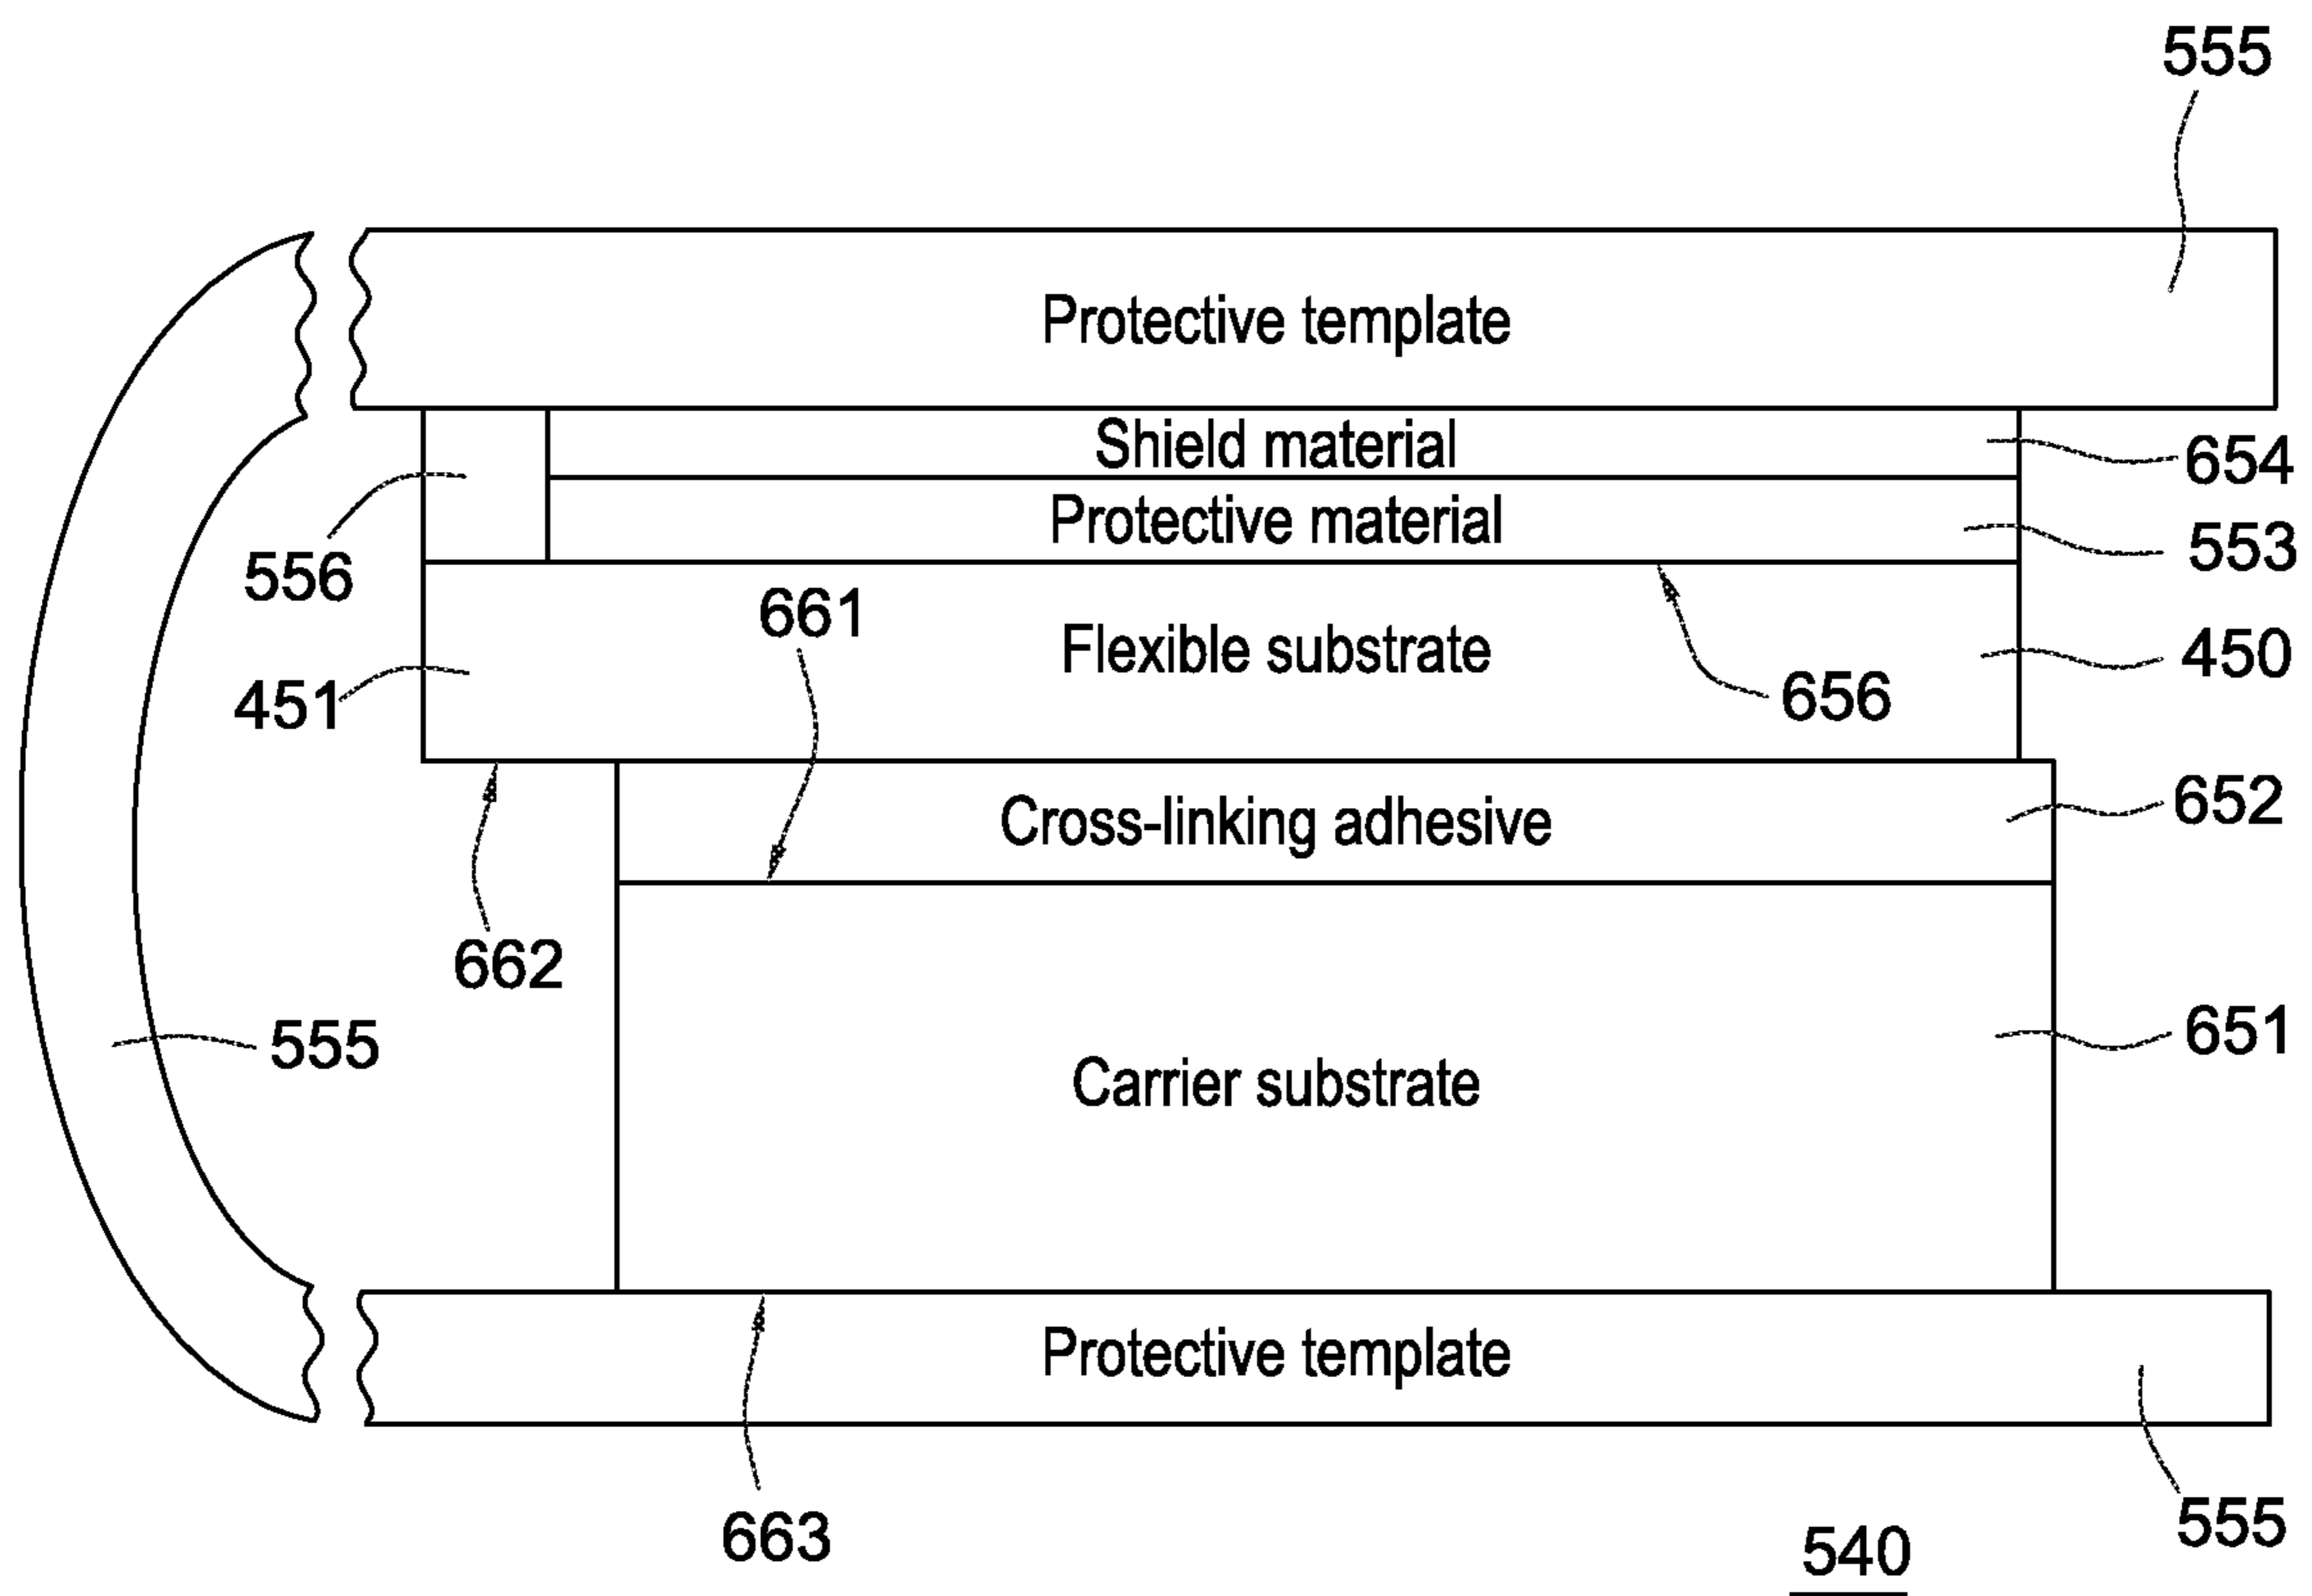 555
Protective template
Shield material
654
Protective material
553
556
661
Flexible substrate
450
451
656
Cross-linking adhesive
652
662
555
651
Carrier substrate
Protective template
663
555
540